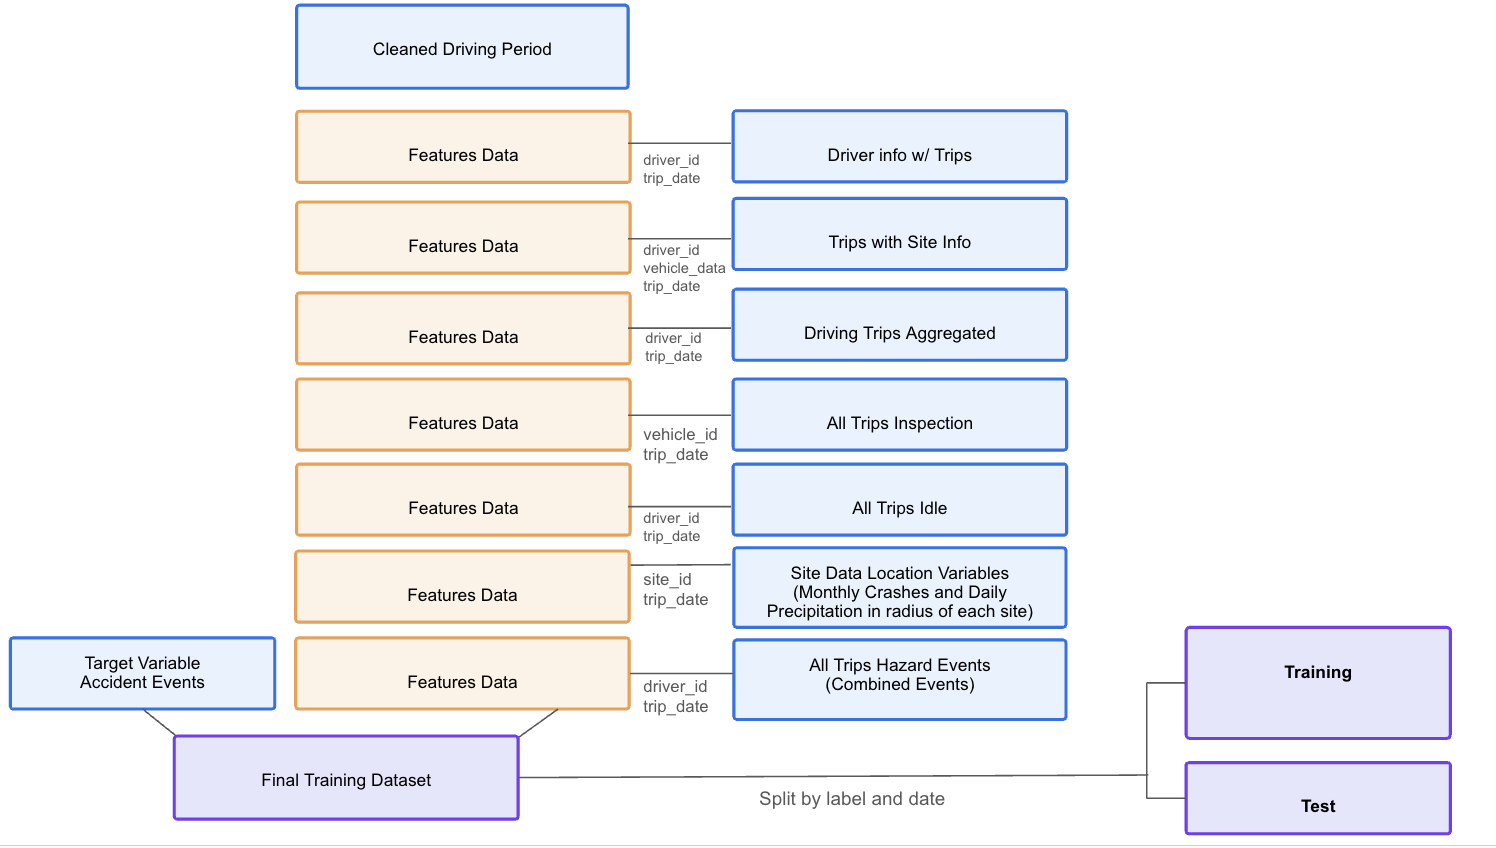 Cleaned Driving Period
Features Data
driver_id
trip_date
Driver info w/ Trips
Features Data
driver_id
vehicle_data
trip_date
Trips with Site Info
Features Data
driver_id
trip_date
Driving Trips Aggregated
Features Data
vehicle_id
trip_date
All Trips Inspection
Features Data
driver_id
trip_date
All Trips Idle
Features Data
site_id
trip_date
Site Data Location Variables
(Monthly Crashes and Daily
Precipitation in radius of each site)
Target Variable
Accident Events
Features Data
driver_id
trip_date
All Trips Hazard Events
(Combined Events)
Training
Final Training Dataset
Split by label and date
Test